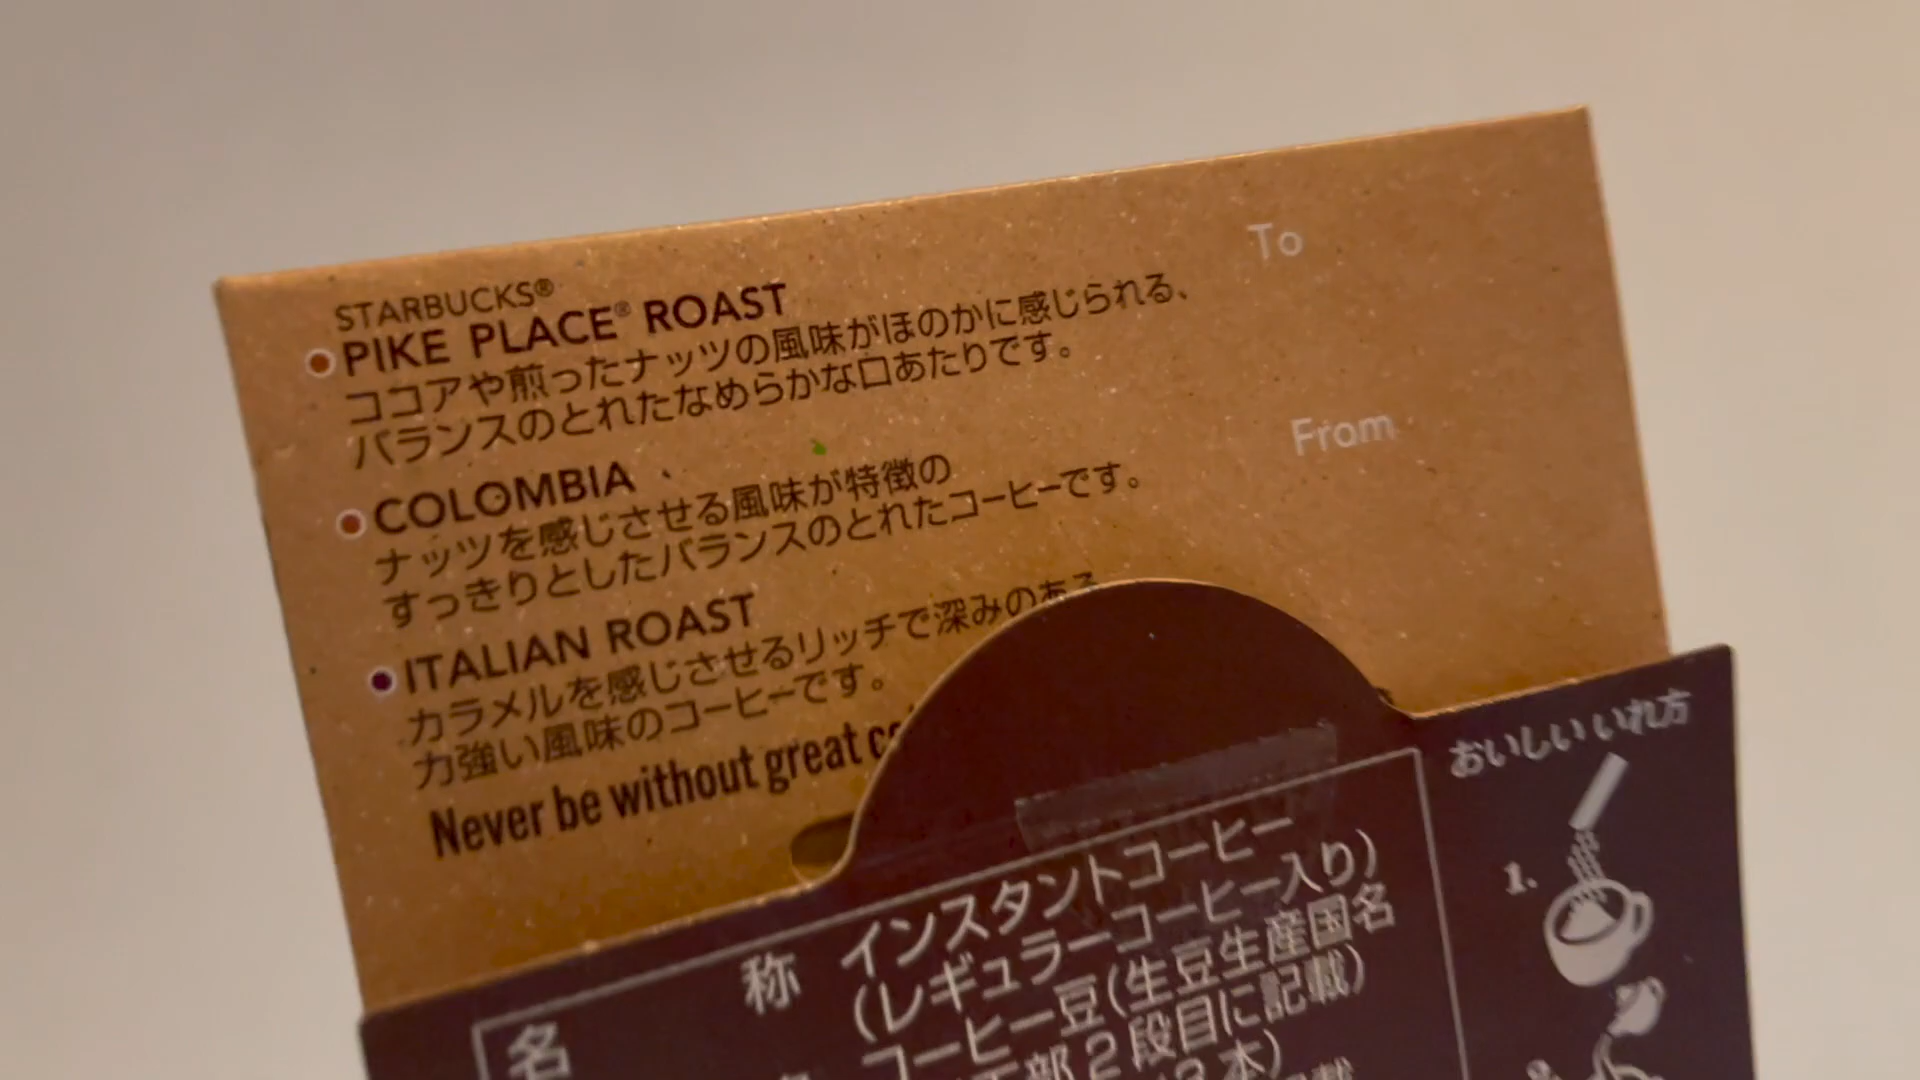 STARBUCKS®
PIKE PLACE® ROAST
ココアや煎ったナッツの風味がほのかに感じられる、
バランスのとれたなめらかな口あたりです。
COLOMBIA
ナッツを感じさせる風味が特徴の
すっきりとしたバランスのとれたコーヒーです。
ITALIAN ROAST
カラメルを感じさせるリッチで深みのある
力強い風味のコーヒーです。
Never be without great
To
From
名称 インスタントコーヒー
(レギュラーコーヒー入り)
コーヒー豆(生豆生産国名
部2段目に記載)
本)
おいしいいれ方
1.